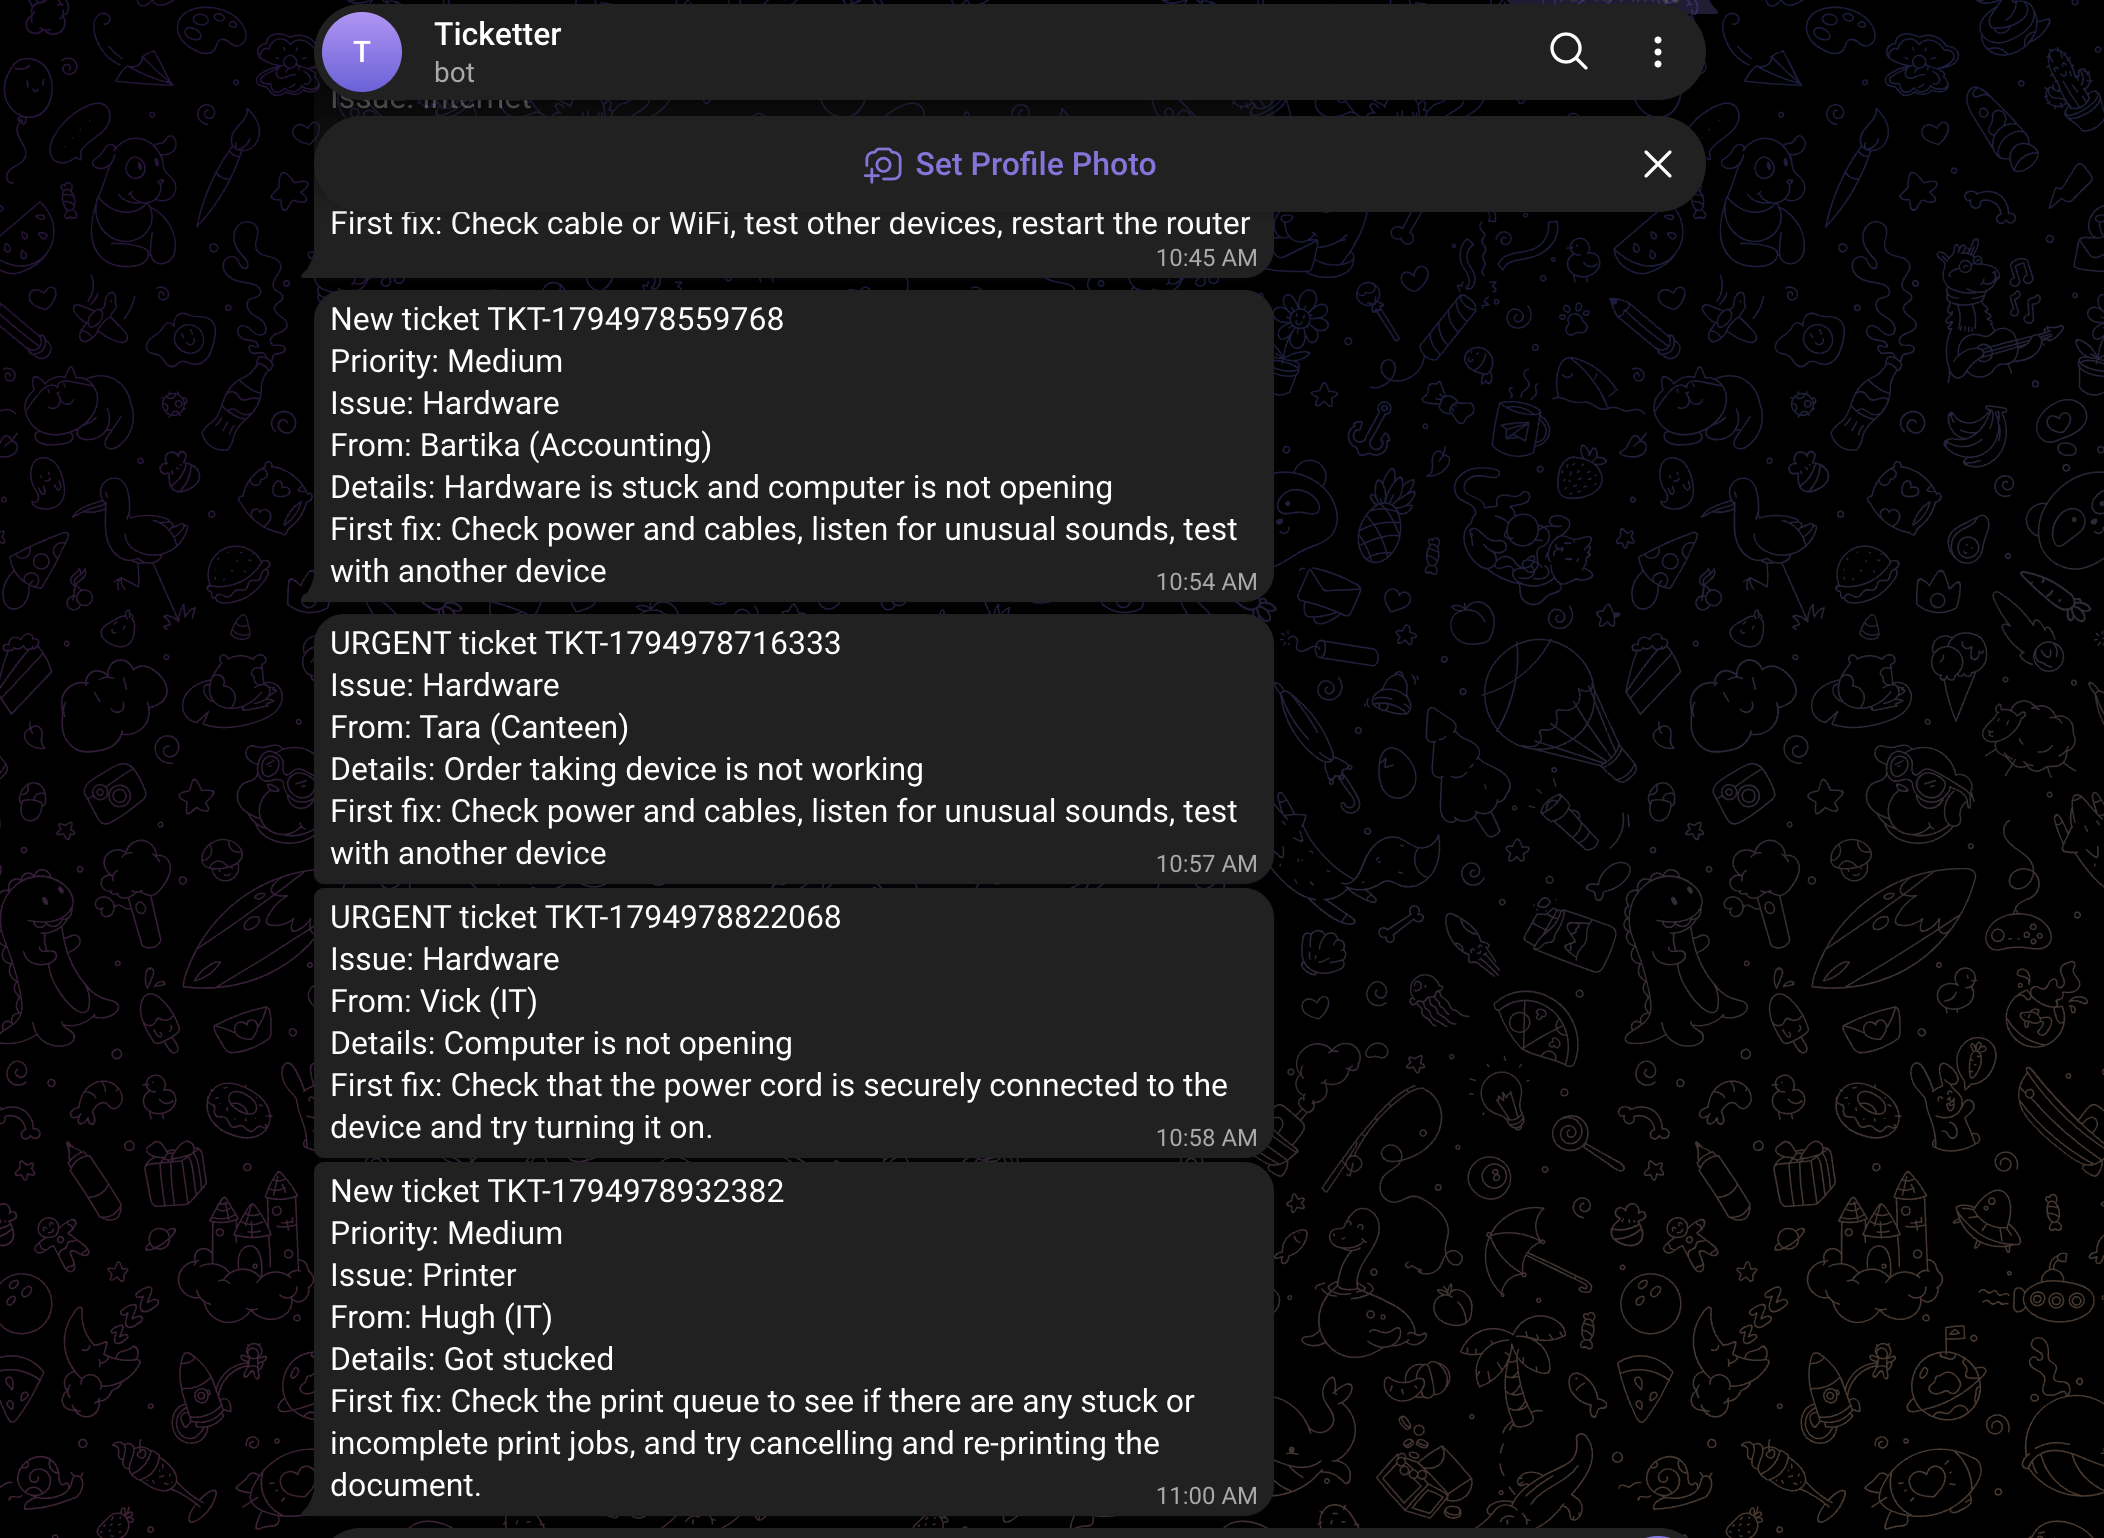 T
Ticketter
bot
Issue: Internet
Set Profile Photo
First fix: Check cable or WiFi, test other devices, restart the router
10:45 AM
New ticket TKT-1794978559768
Priority: Medium
Issue: Hardware
From: Bartika (Accounting)
Details: Hardware is stuck and computer is not opening
First fix: Check power and cables, listen for unusual sounds, test
with another device
10:54 AM
URGENT ticket TKT-1794978716333
Issue: Hardware
From: Tara (Canteen)
Details: Order taking device is not working
First fix: Check power and cables, listen for unusual sounds, test
with another device
10:57 AM
URGENT ticket TKT-1794978822068
Issue: Hardware
From: Vick (IT)
Details: Computer is not opening
First fix: Check that the power cord is securely connected to the
device and try turning it on.
10:58 AM
New ticket TKT-1794978932382
Priority: Medium
Issue: Printer
From: Hugh (IT)
Details: Got stucked
First fix: Check the print queue to see if there are any stuck or
incomplete print jobs, and try cancelling and re-printing the
document.
11:00 AM